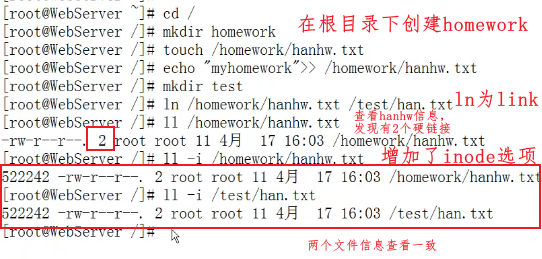 [root@WebServer ~]# cd /
[root@WebServer /]# mkdir homework
在根目录下创建homework
[root@WebServer /]# touch /homework/hanhw.txt
[root@WebServer /]# echo "myhomework">> /homework/hanhw.txt
[root@WebServer /]# mkdir test
[root@WebServer /]# ln /homework/hanhw.txt /test/han.txt
ln为link
[root@WebServer /]# ll /homework/hanhw.txt
查看hanhw信息，
发现有2个硬链接
-rw-r--r--. 2 root root 11 4月 17 16:03 /homework/hanhw.txt
[root@WebServer /]# ll -i /homework/hanhw.txt
增加了inode选项
522242 -rw-r--r--. 2 root root 11 4月 17 16:03 /homework/hanhw.txt
[root@WebServer /]# ll -i /test/han.txt
522242 -rw-r--r--. 2 root root 11 4月 17 16:03 /test/han.txt
[root@WebServer /]#
两个文件信息查看一致